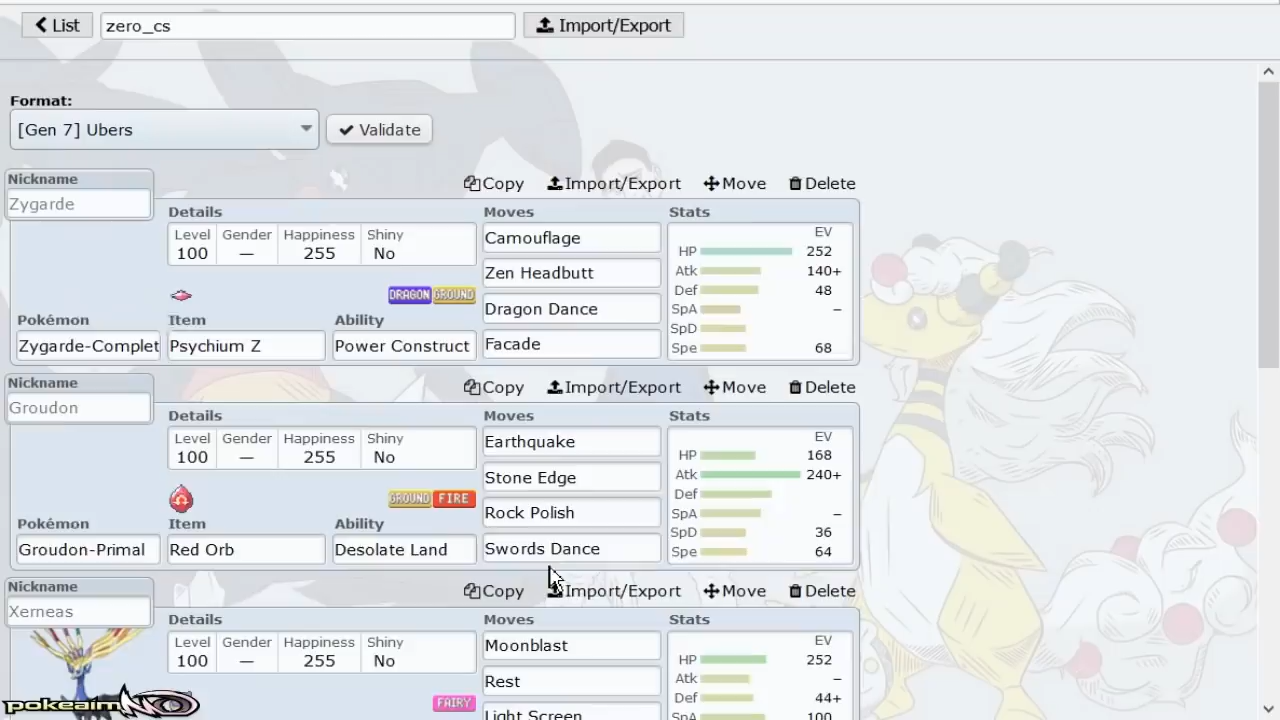 List zero_cs Import/Export
Format:
[Gen 7] Ubers Validate
Nickname
Zygarde
Copy Import/Export Move Delete
Details Moves Stats
Level Gender Happiness Shiny
100 — 255 No
DRAGON GROUND
Pokémon Item Ability
Zygarde-Complet Psychium Z Power Construct
Camouflage
Zen Headbutt
Dragon Dance
Facade
EV
HP 252
Atk 140+
Def 48
SpA –
SpD
Spe 68
Nickname
Groudon
Copy Import/Export Move Delete
Details Moves Stats
Level Gender Happiness Shiny
100 — 255 No
GROUND FIRE
Pokémon Item Ability
Groudon-Primal Red Orb Desolate Land
Earthquake
Stone Edge
Rock Polish
Swords Dance
EV
HP 168
Atk 240+
Def
SpA –
SpD 36
Spe 64
Nickname
Xerneas
Copy Import/Export Move Delete
Details Moves Stats
Level Gender Happiness Shiny
100 — 255 No
FAIRY
Moonblast
Rest
Light Screen
EV
HP 252
Atk –
Def 44+
SpA 100
pokeaimMD